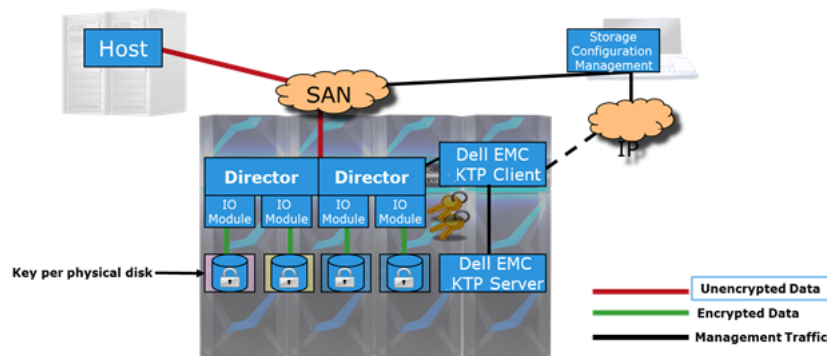 Host
Storage
Configuration
Management
SAN
IP
Dell EMC
KTP Client
Director
Director
IO
Module
IO
Module
IO
Module
IO
Module
Key per physical disk
Dell EMC
KTP Server
Unencrypted Data
Encrypted Data
Management Traffic